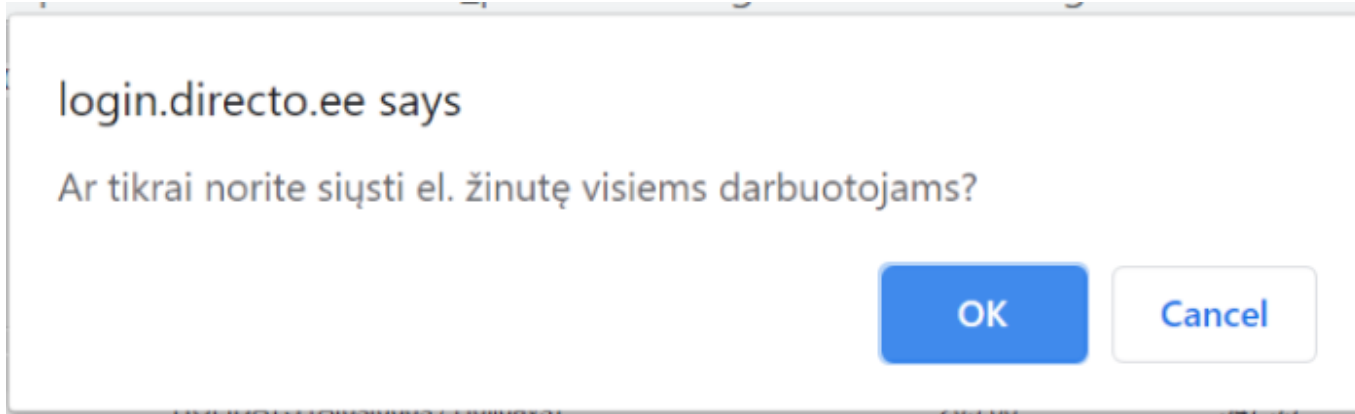 login.directo.ee says
Ar tikrai norite siųsti el. žinutę visiems darbuotojams?
OK Cancel